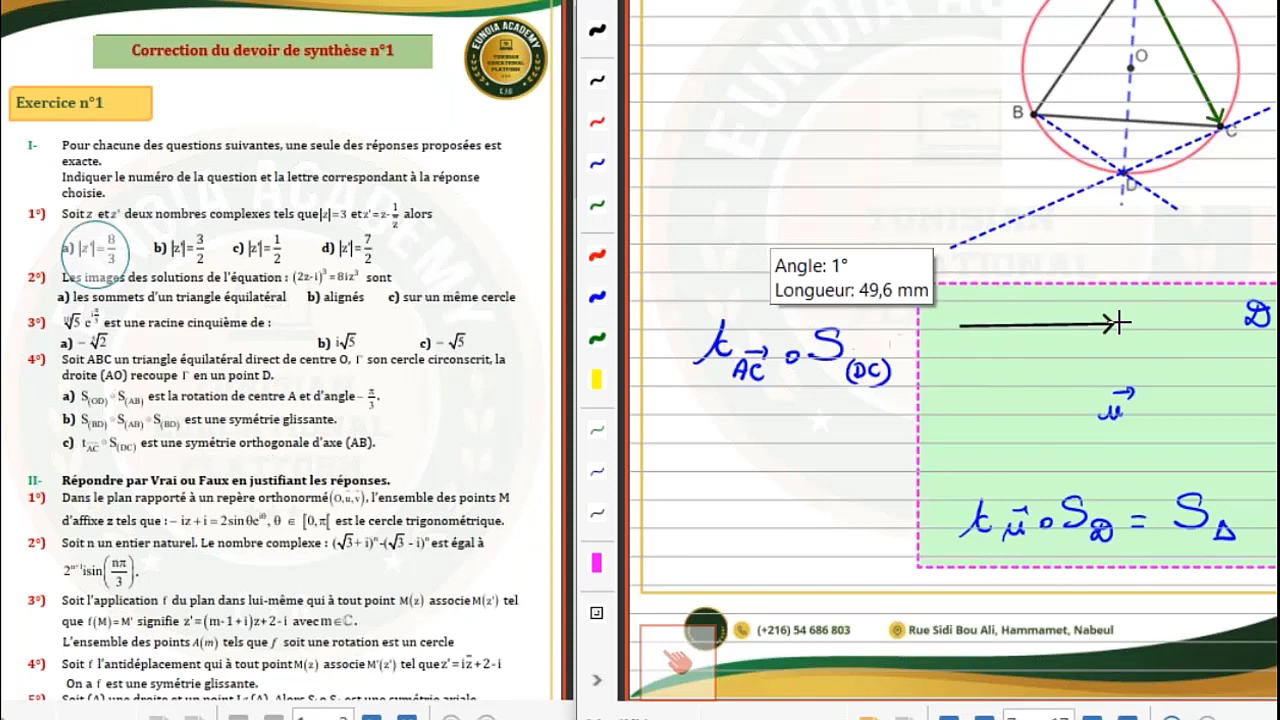 Correction du devoir de synthèse n°1
EUNOIA ACADEMY
Exercice n°1
I- Pour chacune des questions suivantes, une seule des réponses proposées est
exacte.
Indiquer le numéro de la question et la lettre correspondant à la réponse
choisie.
1°) Soit z et z' deux nombres complexes tels que |z|=3 et z'=z-1/z̄ alors
a) |z'|=8/3 b) |z'|=3/2 c) |z'|=1/2 d) |z'|=7/2
2°) Les images des solutions de l'équation : (2z-i)³=8iz³ sont
a) les sommets d'un triangle équilatéral b) alignés c) sur un même cercle
est une racine cinquième de :
b) i√5 c) -√5
4°) Soit ABC un triangle équilatéral direct de centre O, Γ son cercle circonscrit, la
droite (AO) recoupe Γ en un point D.
a) S(OD)∘S(AB) est la rotation de centre A et d'angle -π/3.
b) S(BD)∘S(AB)∘S(BD) est une symétrie glissante.
c) t AC∘S(DC) est une symétrie orthogonale d'axe (AB).
II- Répondre par Vrai ou Faux en justifiant les réponses.
1°) Dans le plan rapporté à un repère orthonormé (O,u,v), l'ensemble des points M
d'affixe z tels que : -iz+i=2sinθe^iθ, θ ∈ [0,π[ est le cercle trigonométrique.
2°) Soit n un entier naturel. Le nombre complexe : (√3+i)ⁿ-(√3-i)ⁿ est égal à
2ⁿ⁺¹isin(nπ/3).
3°) Soit l'application f du plan dans lui-même qui à tout point M(z) associe M(z') tel
que f(M)=M' signifie z'=(m-1+i)z+2-i avec m∈ℂ.
L'ensemble des points A(m) tels que f soit une rotation est un cercle
4°) Soit f l'antidéplacement qui à tout point M(z) associe M'(z') tel que z'=iz̄+2-i
On a f est une symétrie glissante.
O
B
C
D
Angle: 1°
Longueur: 49,6 mm
t AC→ ∘ S(DC)
D
u→
t u→ ∘ S D = S Δ
(+216) 54 686 803 Rue Sidi Bou Ali, Hammamet, Nabeul